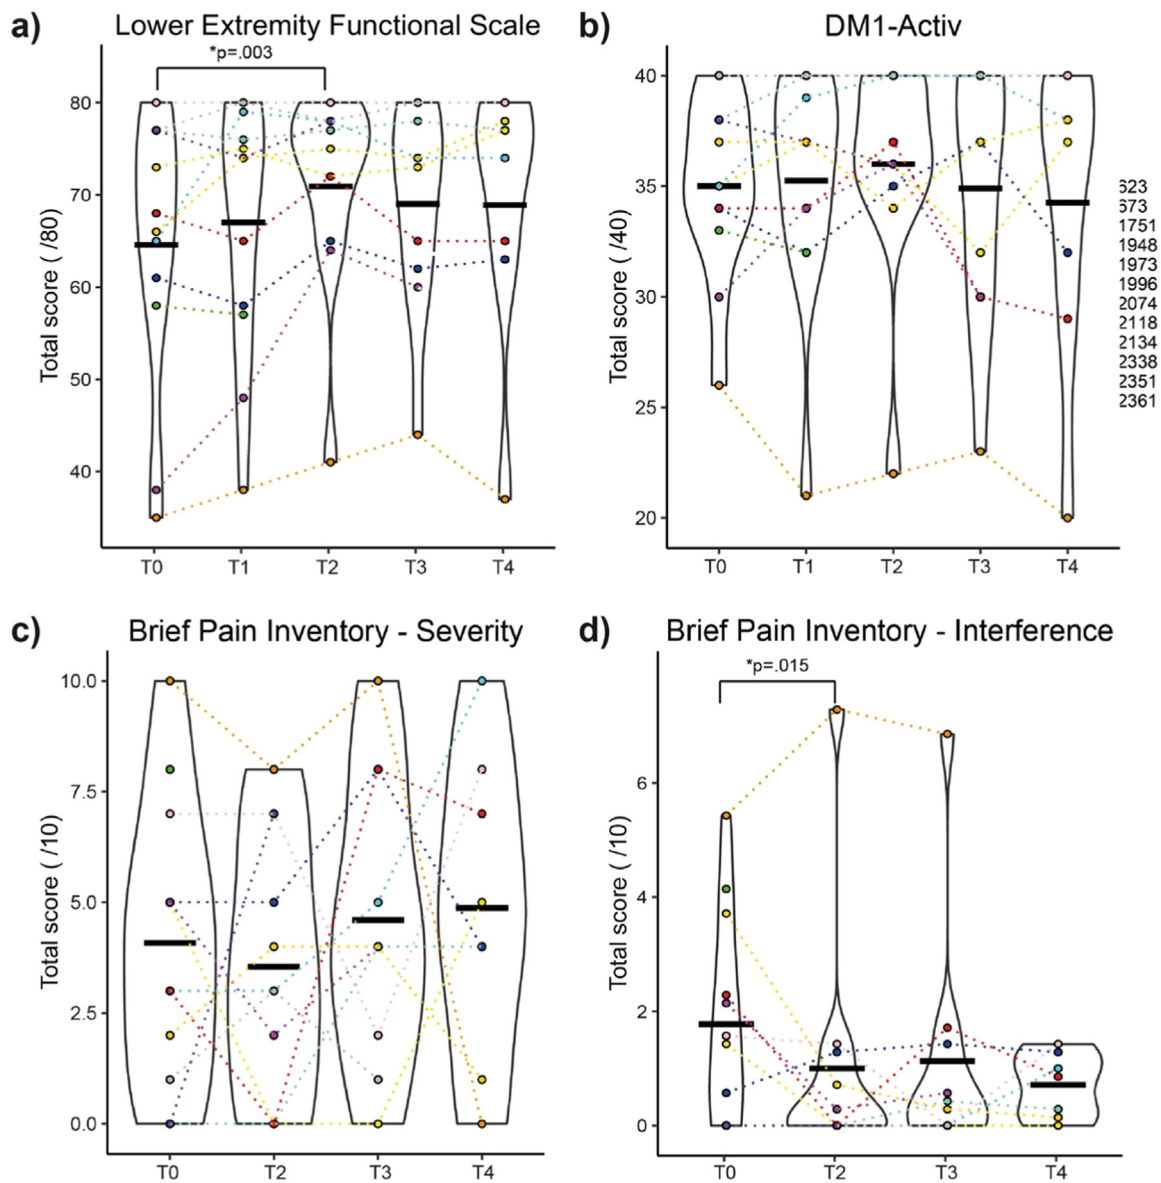 a) Lower Extremity Functional Scale
*p=.003
Total score ( /80)
80
70
60
50
40
T0 T1 T2 T3 T4
b) DM1-Activ
Total score ( /40)
40
35
30
25
20
T0 T1 T2 T3 T4
623
673
1751
1948
1973
1996
2074
2118
2134
2338
2351
2361
c) Brief Pain Inventory - Severity
Total score ( /10)
10.0
7.5
5.0
2.5
0.0
T0 T2 T3 T4
d) Brief Pain Inventory - Interference
*p=.015
Total score ( /10)
6
4
2
0
T0 T2 T3 T4